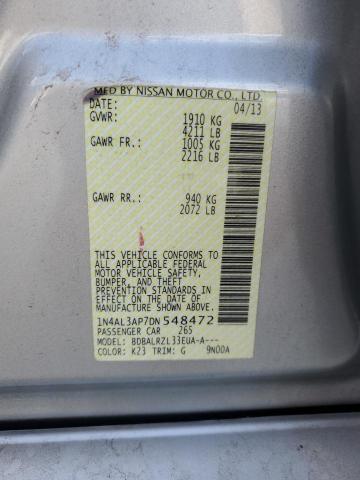 MFD BY NISSAN MOTOR CO., LTD.
DATE: 04/13
GVWR: 1910 KG
4211 LB
GAWR FR.: 1005 KG
2216 LB
GAWR RR.: 940 KG
2072 LB
THIS VEHICLE CONFORMS TO
ALL APPLICABLE FEDERAL
MOTOR VEHICLE SAFETY,
BUMPER, AND THEFT
PREVENTION STANDARDS
IN EFFECT ON THE DATE OF
MANUFACTURE SHOWN ABOVE.
1N4AL3AP7DN548472
PASSENGER CAR 265
MODEL: BDBALRZL33EUA-A---
COLOR: K23 TRIM: G 9N00A